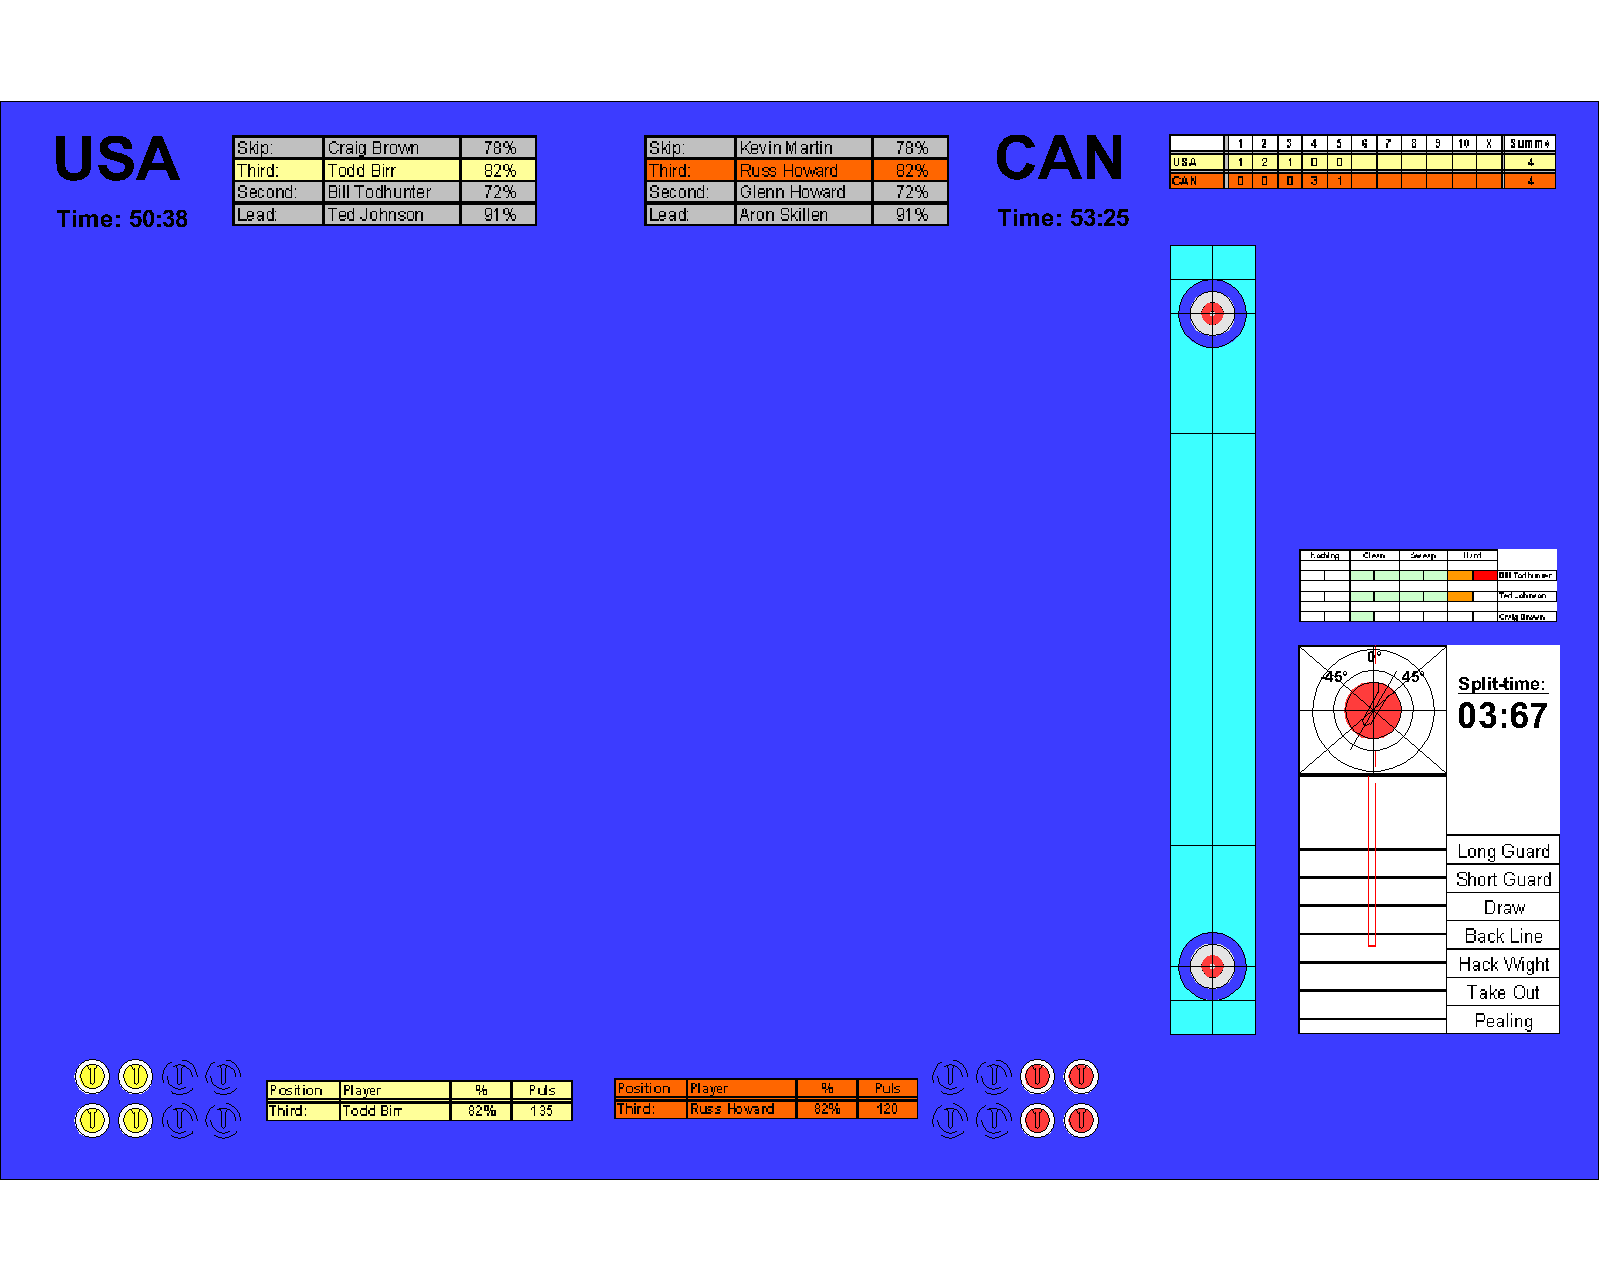 USA
Time: 50:38
Skip: Craig Brown 78%
Third: Todd Birr 82%
Second: Bill Todhunter 72%
Lead: Ted Johnson 91%
Skip: Kevin Martin 78%
Third: Russ Howard 82%
Second: Glenn Howard 72%
Lead: Aron Skillen 91%
CAN
Time: 53:25
1 2 3 4 5 6 7 8 9 10 X Summe
USA 1 2 1 0 0 4
CAN 0 0 0 3 1 4
Nothing Clean Sweep Hard
Bill Todhunter
Ted Johnson
Craig Brown
0°
-45° 45°
Split-time:
03:67
Long Guard
Short Guard
Draw
Back Line
Hack Wight
Take Out
Pealing
Position Player % Puls
Third: Todd Birr 82% 135
Position Player % Puls
Third: Russ Howard 82% 120